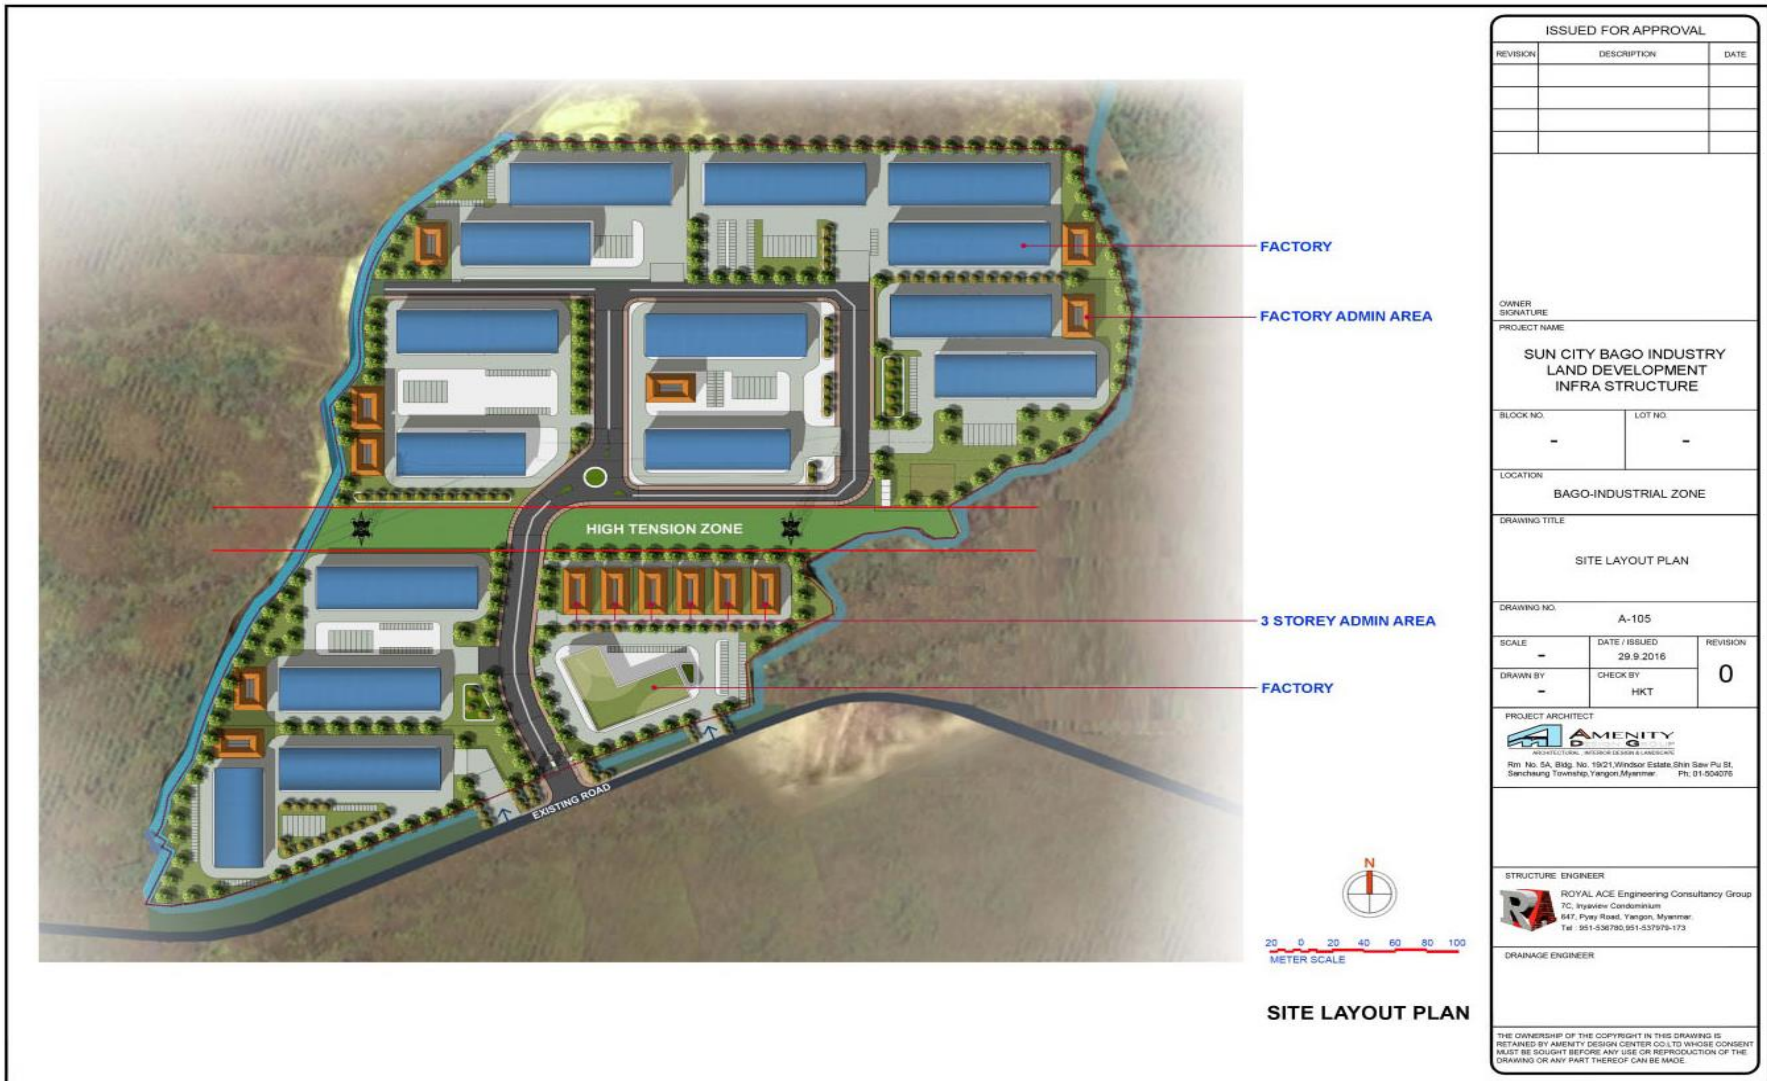 FACTORY
FACTORY ADMIN AREA
HIGH TENSION ZONE
3 STOREY ADMIN AREA
FACTORY
EXISTING ROAD
N
20 0 20 40 60 80 100
METER SCALE
SITE LAYOUT PLAN
ISSUED FOR APPROVAL
REVISION DESCRIPTION DATE
OWNER
SIGNATURE
PROJECT NAME
SUN CITY BAGO INDUSTRY
LAND DEVELOPMENT
INFRA STRUCTURE
BLOCK NO. LOT NO.
- -
LOCATION
BAGO-INDUSTRIAL ZONE
DRAWING TITLE
SITE LAYOUT PLAN
DRAWING NO.
A-105
SCALE DATE / ISSUED REVISION
- 29.9.2016 0
DRAWN BY CHECK BY
- HKT
PROJECT ARCHITECT
AMENITY
DESIGN GROUP
ARCHITECTURAL, INTERIOR DESIGN & LANDSCAPE
Rm No. 5A, Bldg. No. 19/21,Windsor Estate,Shin Saw Pu St,
Sanchaung Township,Yangon,Myanmar. Ph; 01-504076
STRUCTURE ENGINEER
RA
ROYAL ACE Engineering Consultancy Group
7C, Inyaview Condominium
647, Pyay Road, Yangon, Myanmar.
Tel : 951-536780,951-537979-173
DRAINAGE ENGINEER
THE OWNERSHIP OF THE COPYRIGHT IN THIS DRAWING IS
RETAINED BY AMENITY DESIGN CENTER CO.LTD WHOSE CONSENT
MUST BE SOUGHT BEFORE ANY USE OR REPRODUCTION OF THE
DRAWING OR ANY PART THEREOF CAN BE MADE.